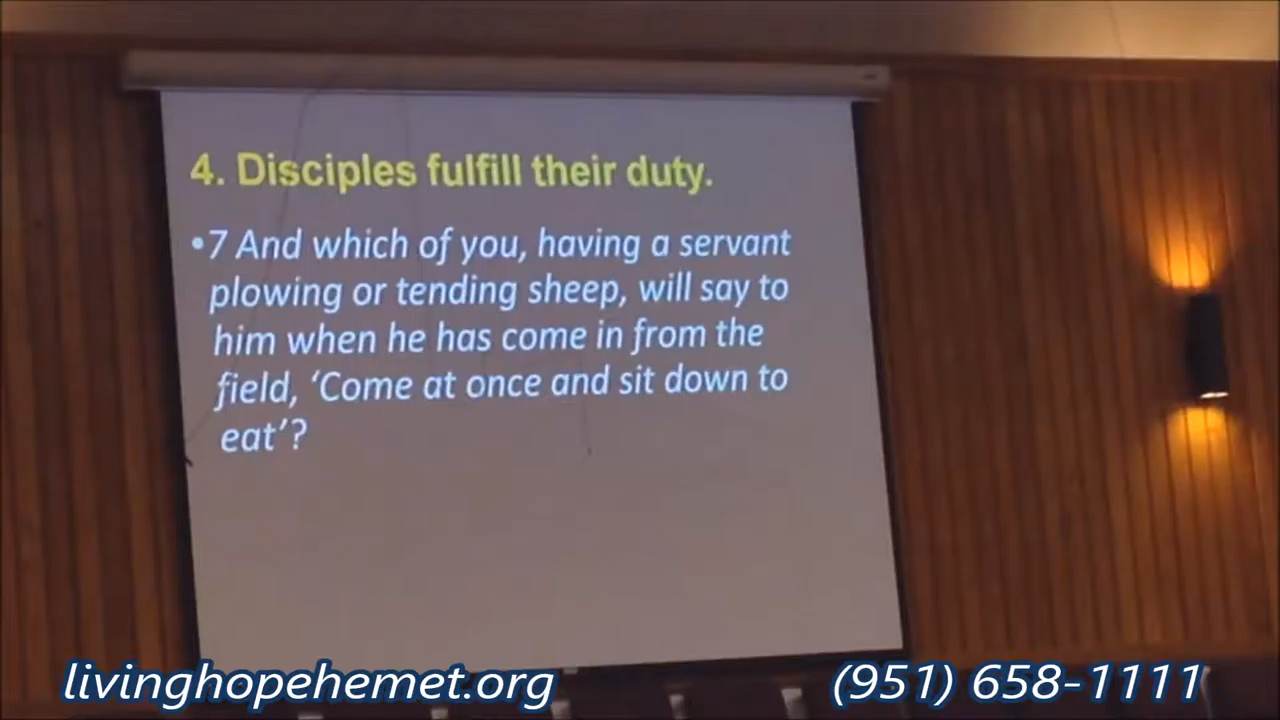 4. Disciples fulfill their duty.
•7 And which of you, having a servant
plowing or tending sheep, will say to
him when he has come in from the
field, ‘Come at once and sit down to
eat’?
livinghopehemet.org
(951) 658-1111